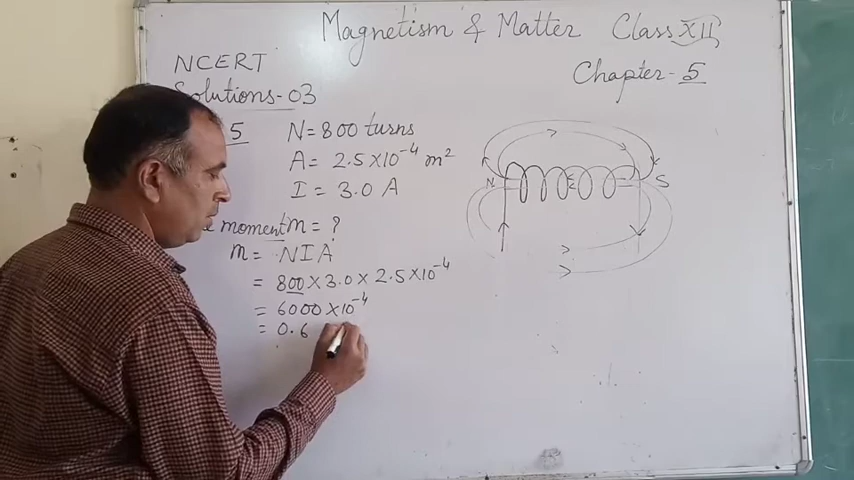 Magnetism & Matter Class XII
Chapter-5
NCERT
Solutions-03
5 N=800 turns
A= 2.5×10⁻⁴ m²
I = 3.0 A
moment m = ?
m = NIA
= 800×3.0×2.5×10⁻⁴
= 6000×10⁻⁴
= 0.6
N S